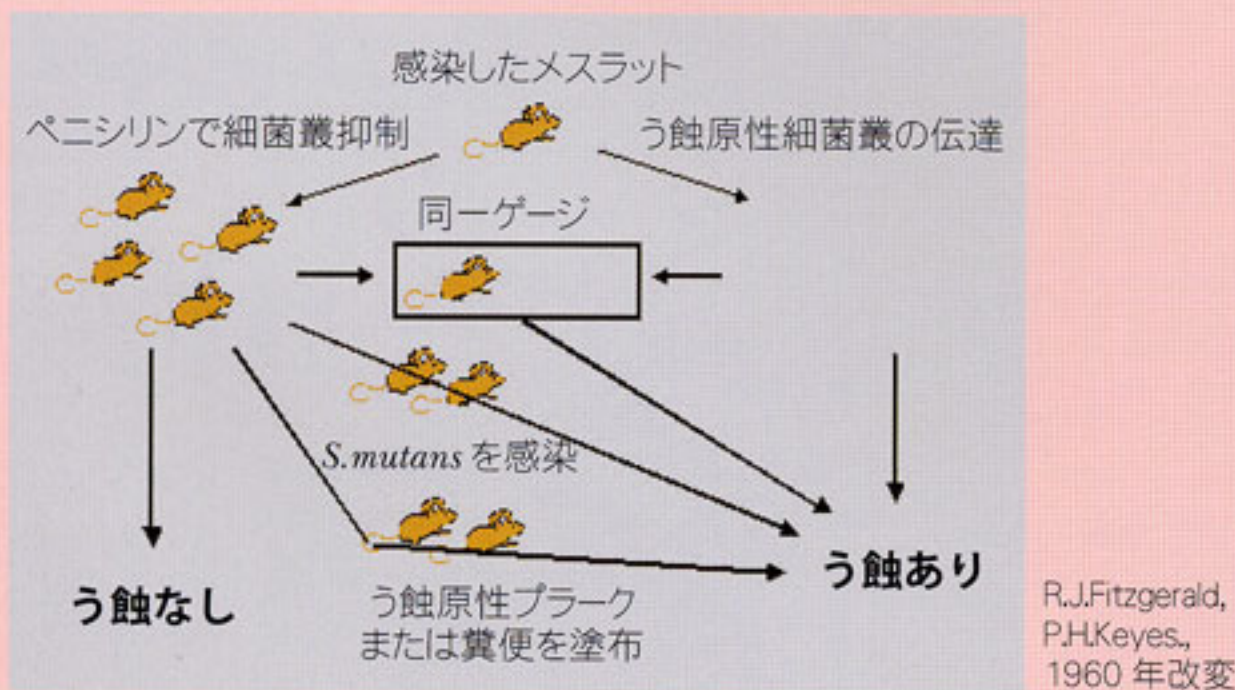 感染したメスラット
ペニシリンで細菌叢抑制
う蝕原性細菌叢の伝達
同一ゲージ
S.mutans を感染
う蝕なし
う蝕あり
う蝕原性プラーク
または糞便を塗布
R.J.Fitzgerald,
P.H.Keyes.,
1960 年改変